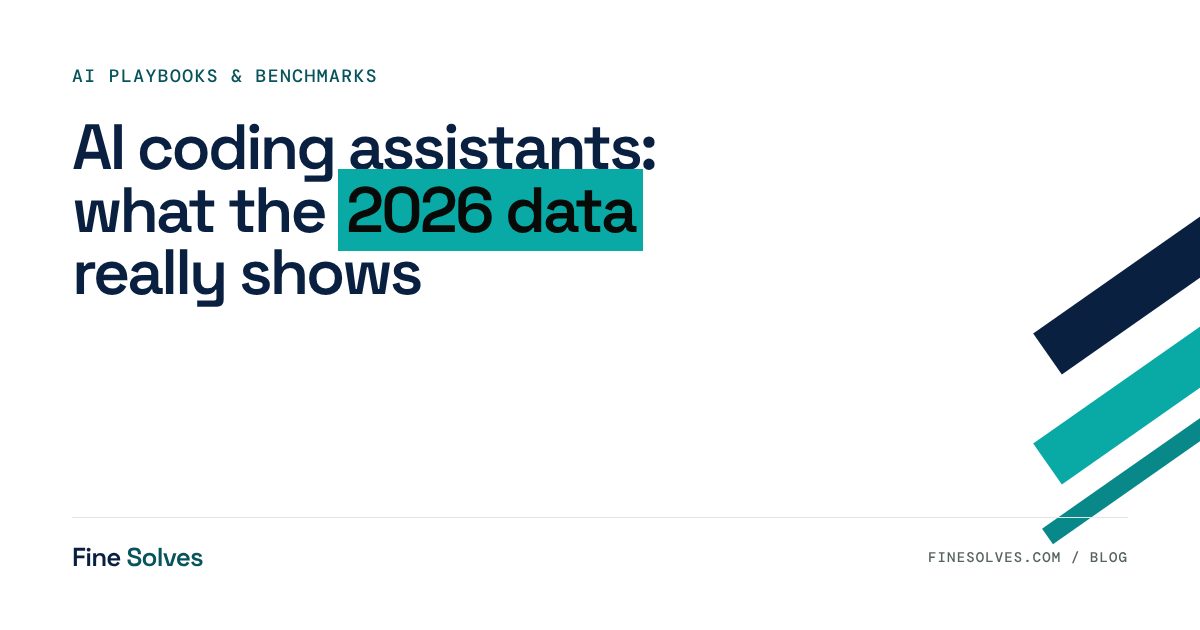 AI PLAYBOOKS & BENCHMARKS
AI coding assistants:
what the 2026 data
really shows
Fine Solves
FINESOLVES.COM / BLOG